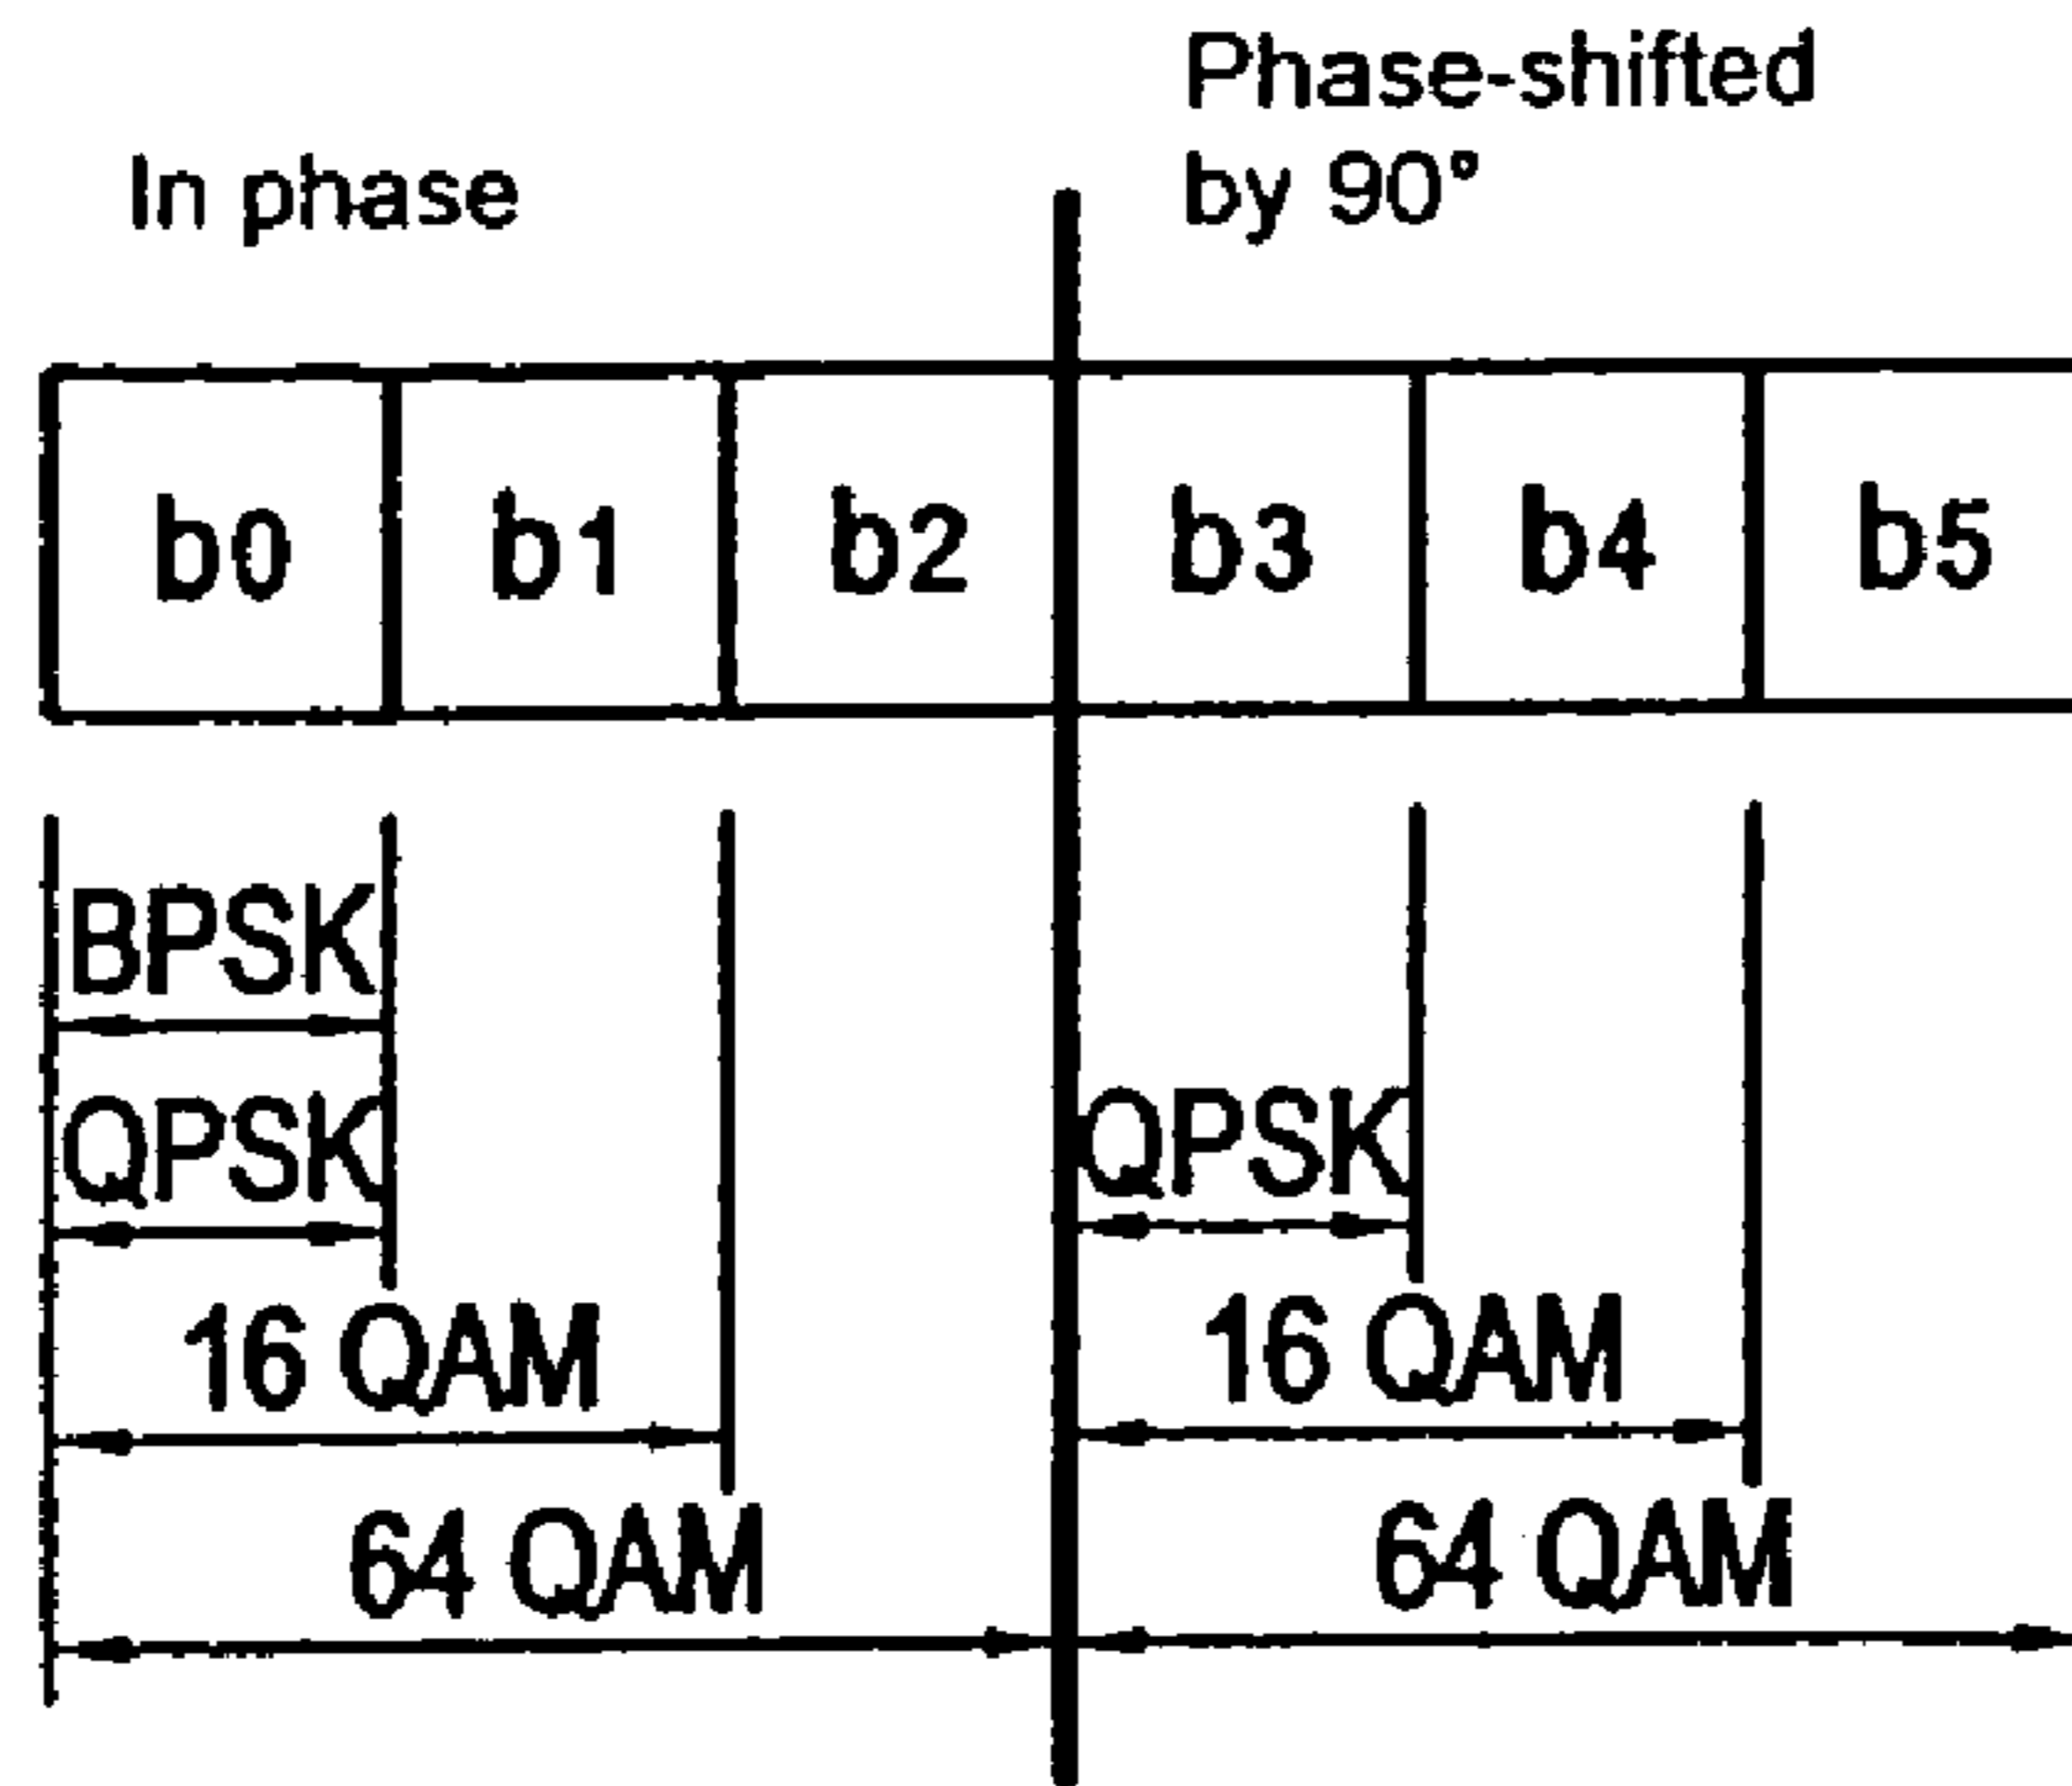 In phase
Phase-shifted
by 90°
b0 b1 b2 b3 b4 b5
BPSK
QPSK QPSK
16 QAM 16 QAM
64 QAM 64 QAM